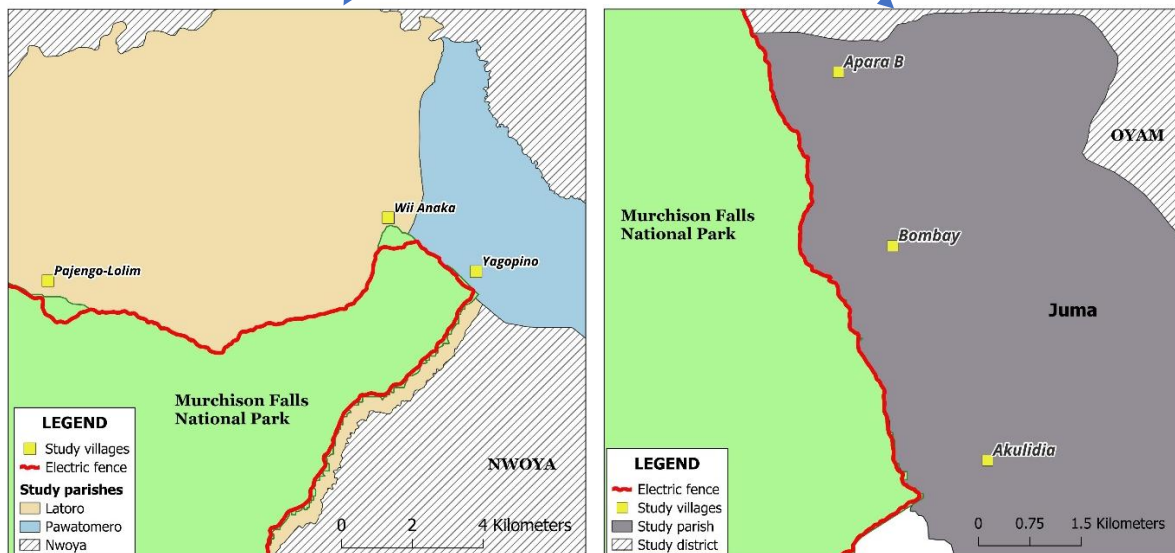 Wii Anaka
Pajengo-Lolim
Yagopino
Murchison Falls
National Park
NWOYA
LEGEND
Study villages
Electric fence
Study parishes
Latoro
Pawatomero
Nwoya
0 2 4 Kilometers
Apara B
OYAM
Murchison Falls
National Park
Bombay
Juma
Akulidia
LEGEND
Electric fence
Study villages
Study parish
Study district
0 0.75 1.5 Kilometers